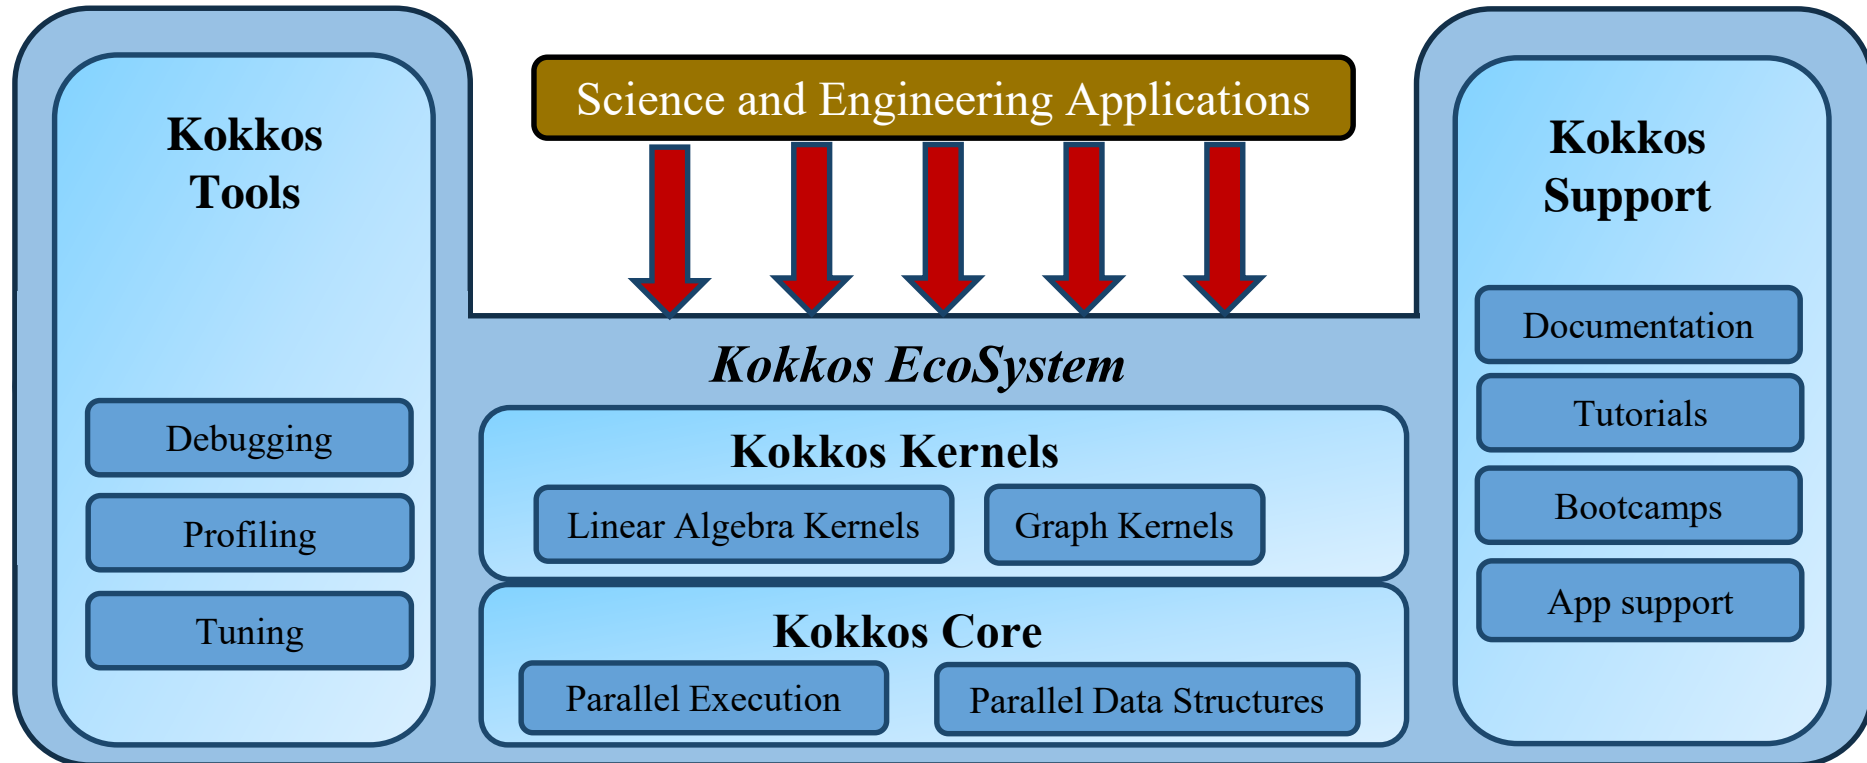 Kokkos
Tools
Debugging
Profiling
Tuning
Science and Engineering Applications
Kokkos EcoSystem
Kokkos Kernels
Linear Algebra Kernels
Graph Kernels
Kokkos Core
Parallel Execution
Parallel Data Structures
Kokkos
Support
Documentation
Tutorials
Bootcamps
App support